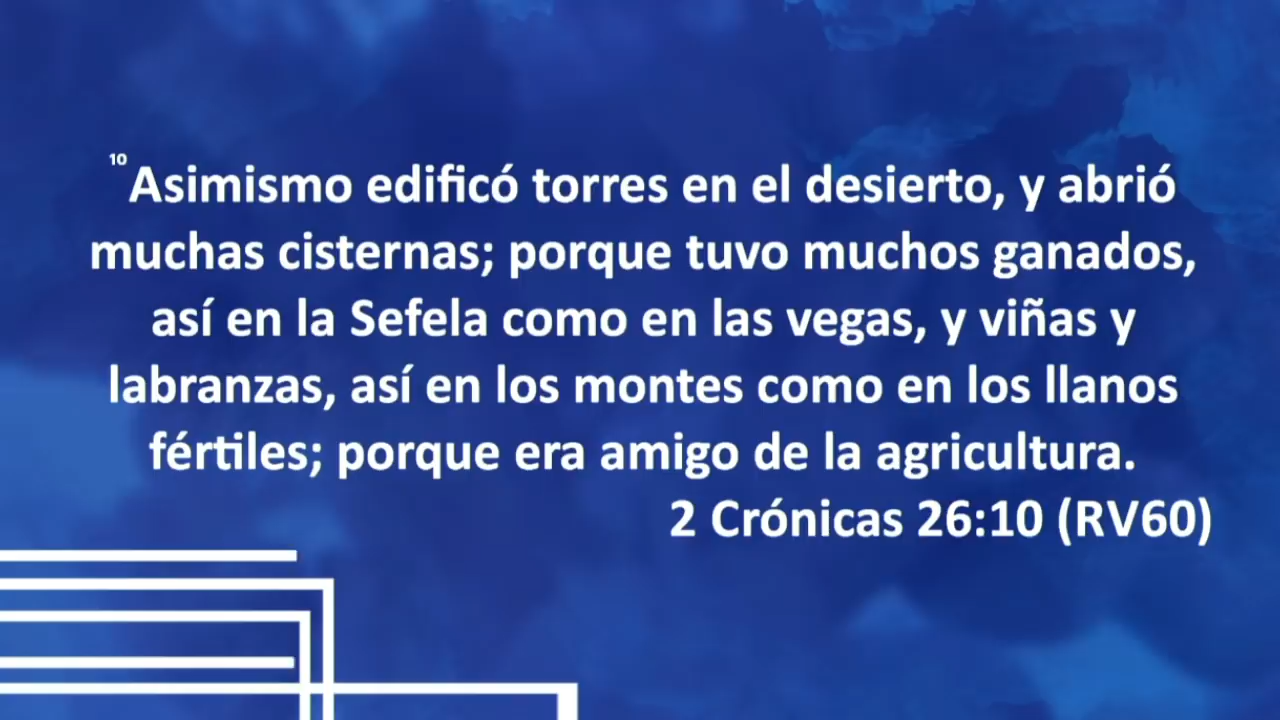 10 Asimismo edificó torres en el desierto, y abrió
muchas cisternas; porque tuvo muchos ganados,
así en la Sefela como en las vegas, y viñas y
labranzas, así en los montes como en los llanos
fértiles; porque era amigo de la agricultura.
2 Crónicas 26:10 (RV60)